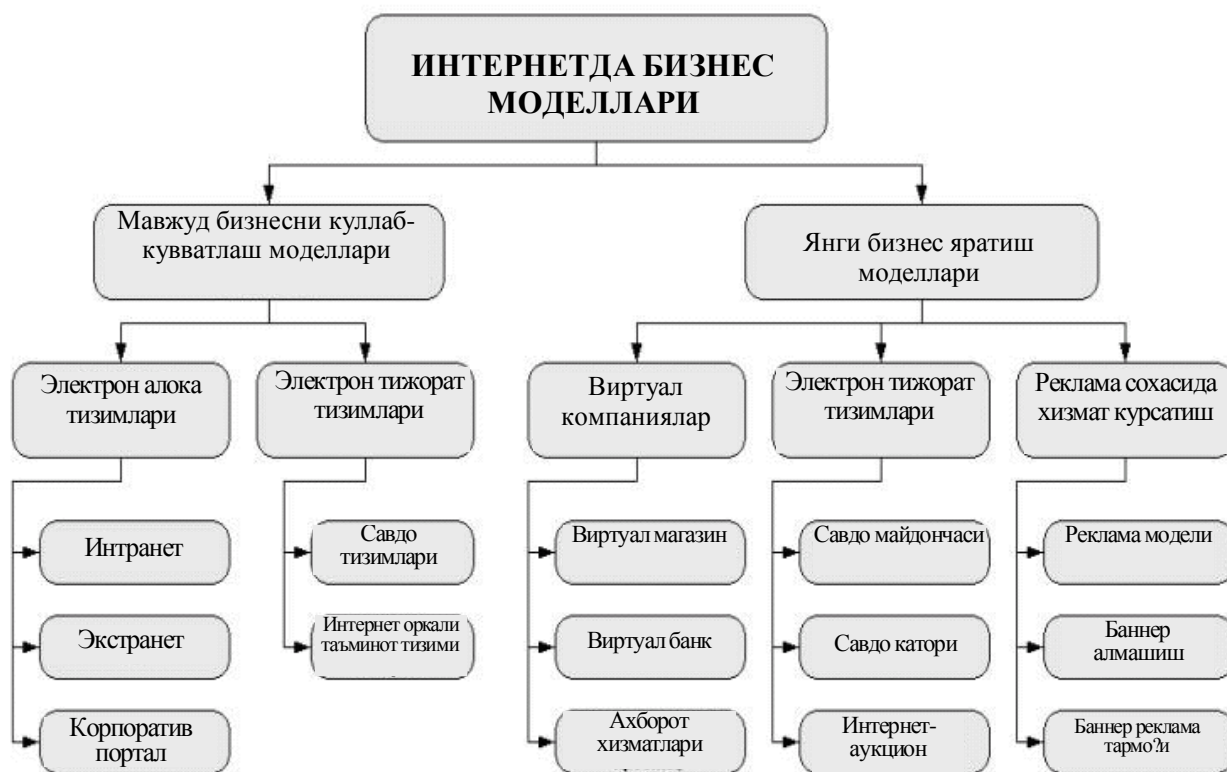 ИНТЕРНЕТДА БИЗНЕС
МОДЕЛЛАРИ
Мавжуд бизнесни куллаб-
кувватлаш моделлари
Янги бизнес яратиш
моделлари
Электрон алока
тизимлари
Электрон тижорат
тизимлари
Виртуал
компаниялар
Электрон тижорат
тизимлари
Реклама сохасида
хизмат курсатиш
Интранет
Экстранет
Корпоратив
портал
Савдо
тизимлари
Интернет оркали
таъминот тизими
Виртуал магазин
Виртуал банк
Ахборот
хизматлари
Савдо майдончаси
Савдо катори
Интернет-
аукцион
Реклама модели
Баннер
алмашиш
Баннер реклама
тармо?и